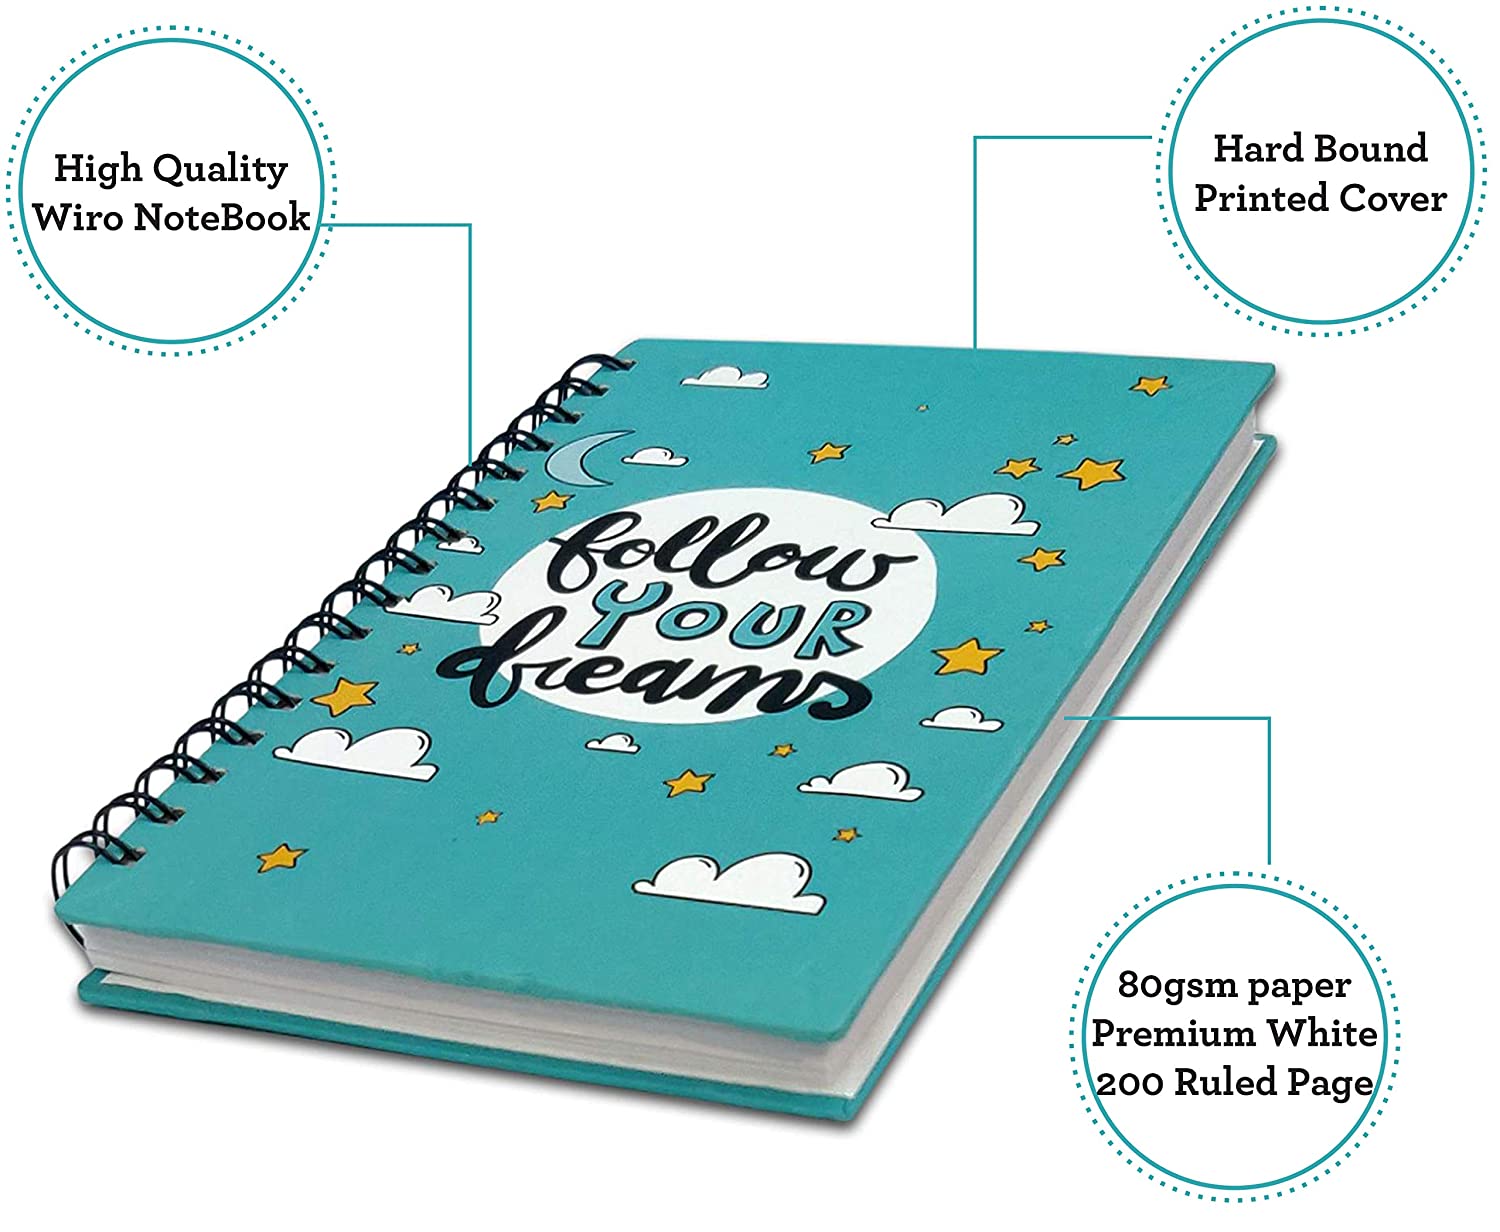 High Quality
Wiro NoteBook
Hard Bound
Printed Cover
follow
YOUR
dreams
80gsm paper
Premium White
200 Ruled Page